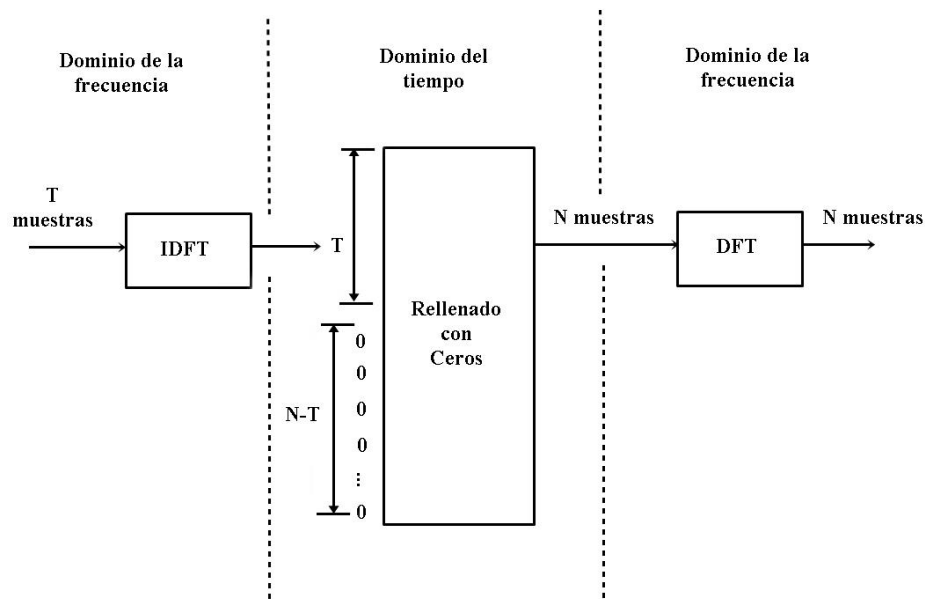 Dominio de la
frecuencia
Dominio del
tiempo
Dominio de la
frecuencia
T
muestras
IDFT
T
N-T
0
0
0
0
...
0
Rellenado
con
Ceros
N muestras
DFT
N muestras